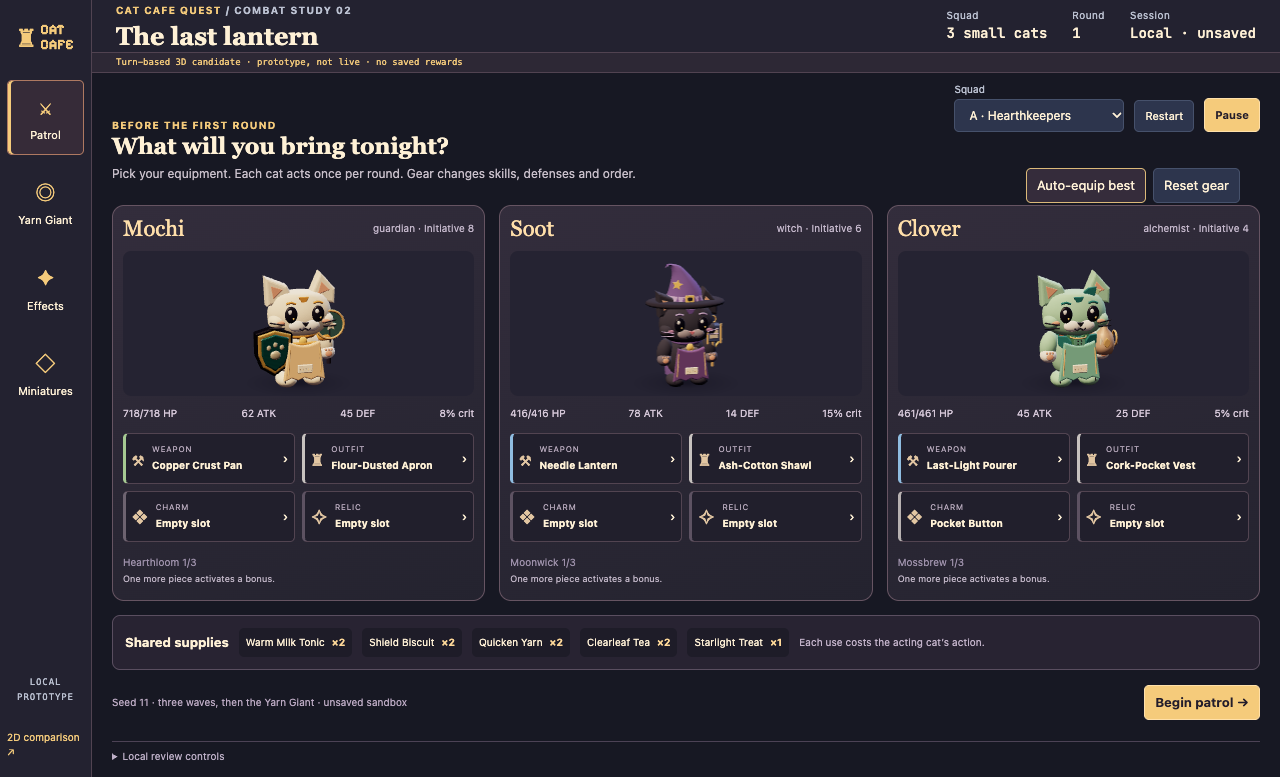 CAT
CAFE
Patrol
Yarn Giant
Effects
Miniatures
LOCAL
PROTOTYPE
2D comparison
↗
CAT CAFE QUEST / COMBAT STUDY 02
The last lantern
Squad
3 small cats
Round
1
Session
Local · unsaved
Turn-based 3D candidate · prototype, not live · no saved rewards
Squad
A · Hearthkeepers
Restart
Pause
BEFORE THE FIRST ROUND
What will you bring tonight?
Pick your equipment. Each cat acts once per round. Gear changes skills, defenses and order.
Auto-equip best
Reset gear
Mochi
guardian · Initiative 8
718/718 HP
62 ATK
45 DEF
8% crit
WEAPON
Copper Crust Pan
OUTFIT
Flour-Dusted Apron
CHARM
Empty slot
RELIC
Empty slot
Hearthloom 1/3
One more piece activates a bonus.
Soot
witch · Initiative 6
416/416 HP
78 ATK
14 DEF
15% crit
WEAPON
Needle Lantern
OUTFIT
Ash-Cotton Shawl
CHARM
Empty slot
RELIC
Empty slot
Moonwick 1/3
One more piece activates a bonus.
Clover
alchemist · Initiative 4
461/461 HP
45 ATK
25 DEF
5% crit
WEAPON
Last-Light Pourer
OUTFIT
Cork-Pocket Vest
CHARM
Pocket Button
RELIC
Empty slot
Mossbrew 1/3
One more piece activates a bonus.
Shared supplies
Warm Milk Tonic ×2
Shield Biscuit ×2
Quicken Yarn ×2
Clearleaf Tea ×2
Starlight Treat ×1
Each use costs the acting cat's action.
Seed 11 · three waves, then the Yarn Giant · unsaved sandbox
Begin patrol →
Local review controls